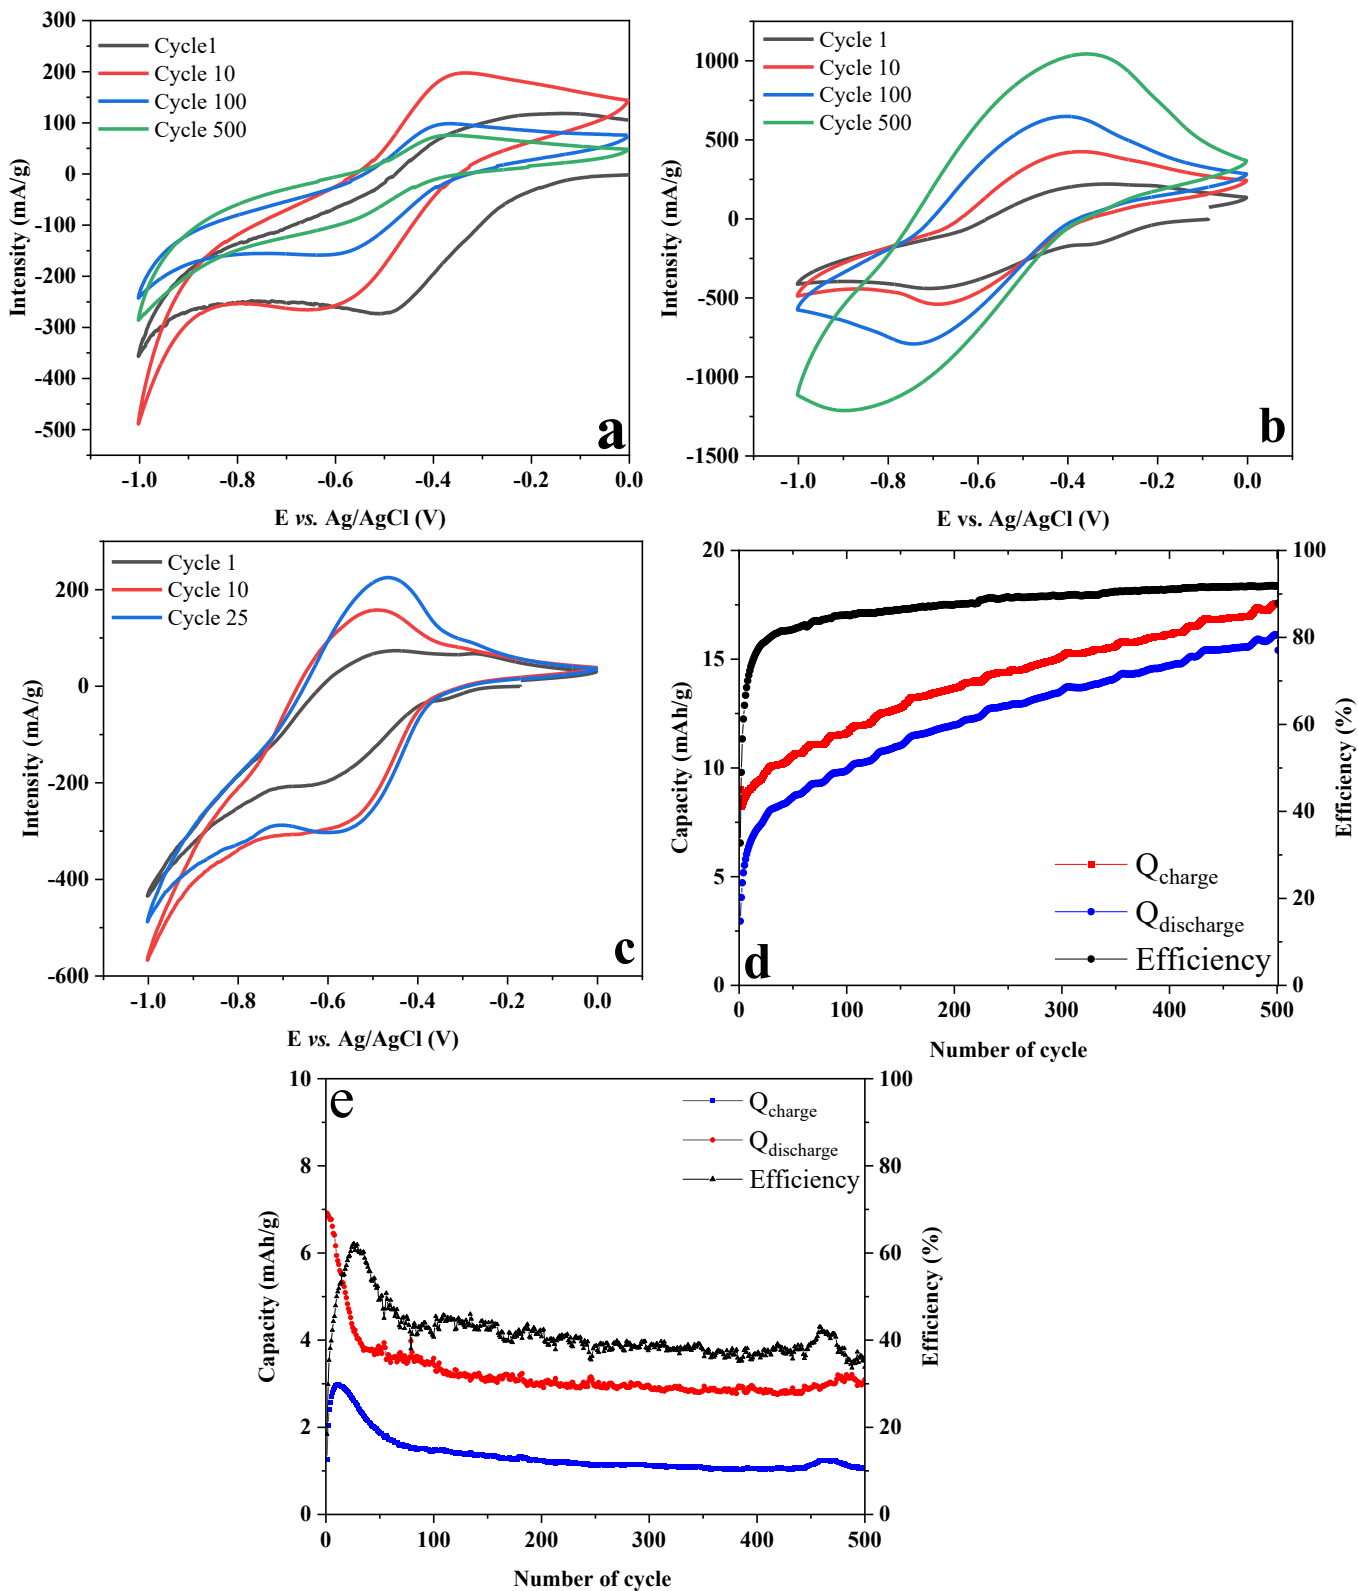 300
200
100
0
-100
-200
-300
-400
-500
Intensity (mA/g)
Cycle1
Cycle 10
Cycle 100
Cycle 500
a
-1.0 -0.8 -0.6 -0.4 -0.2 0.0
E vs. Ag/AgCl (V)
1000
500
0
-500
-1000
-1500
Intensity (mA/g)
Cycle 1
Cycle 10
Cycle 100
Cycle 500
b
-1.0 -0.8 -0.6 -0.4 -0.2 0.0
E vs. Ag/AgCl (V)
200
0
-200
-400
-600
Intensity (mA/g)
Cycle 1
Cycle 10
Cycle 25
c
-1.0 -0.8 -0.6 -0.4 -0.2 0.0
E vs. Ag/AgCl (V)
20
15
10
5
0
Capacity (mAh/g)
100
80
60
40
20
0
Efficiency (%)
Qcharge
Qdischarge
Efficiency
d
0 100 200 300 400 500
Number of cycle
10
8
6
4
2
0
Capacity (mAh/g)
e
Qcharge
Qdischarge
Efficiency
100
80
60
40
20
0
Efficiency (%)
0 100 200 300 400 500
Number of cycle